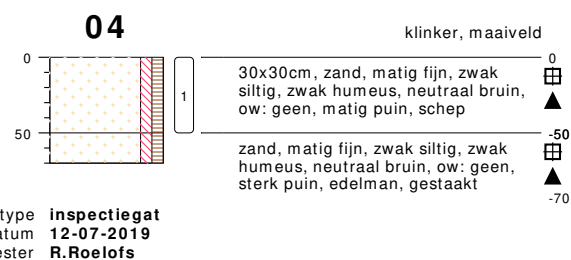 04
klinker, maaiveld
0
0
30x30cm, zand, matig fijn, zwak
siltig, zwak humeus, neutraal bruin,
ow: geen, matig puin, schep
1
50
-50
zand, matig fijn, zwak siltig, zwak
humeus, neutraal bruin, ow: geen,
sterk puin, edelman, gestaakt
-70
type inspectiegat
atum 12-07-2019
ester R.Roelofs